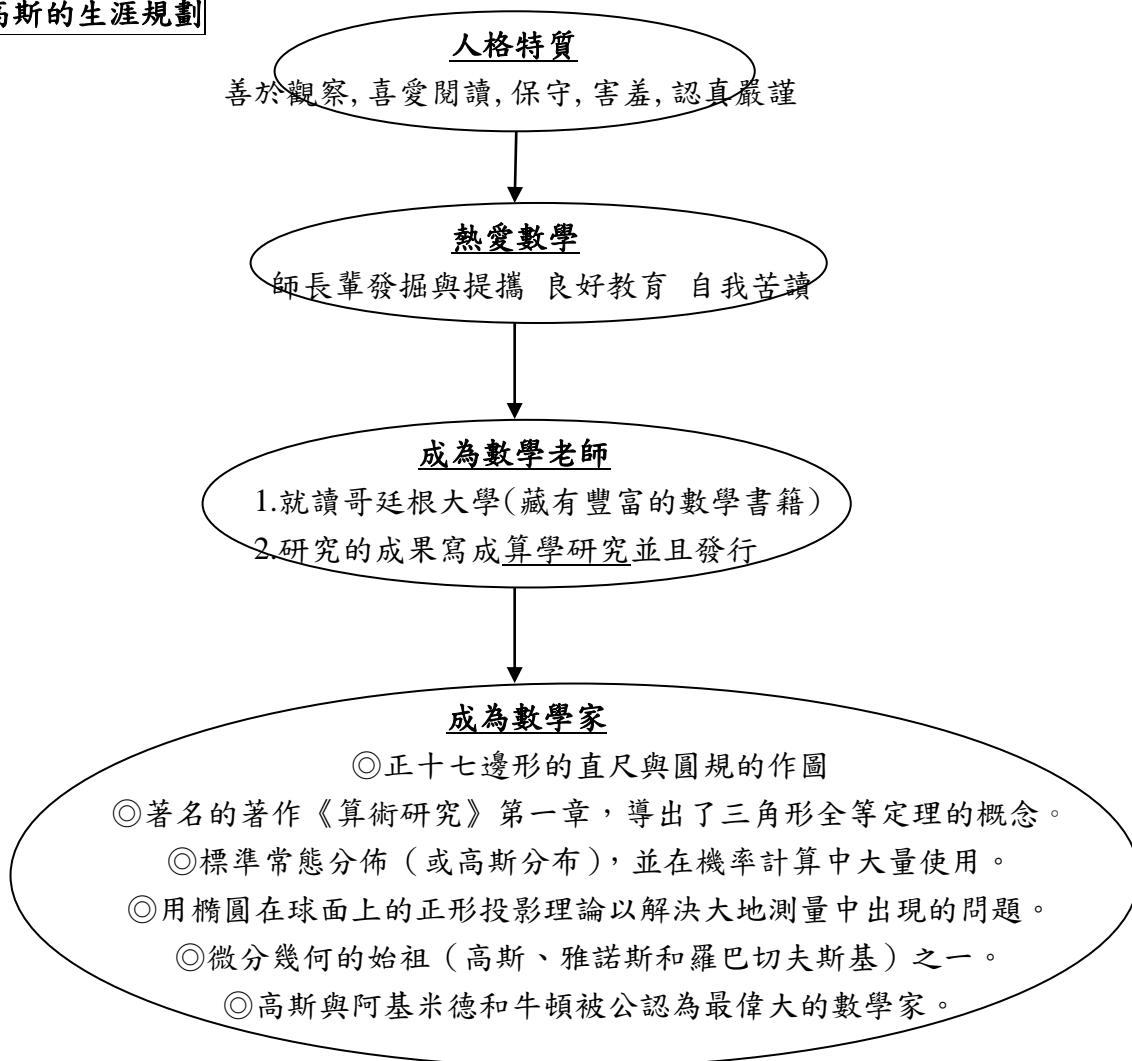 高斯的生涯規劃
人格特質
善於觀察,喜愛閱讀,保守,害羞,認真嚴謹
熱愛數學
師長輩發掘與提攜 良好教育 自我苦讀
成為數學老師
1.就讀哥廷根大學(藏有豐富的數學書籍)
2.研究的成果寫成算學研究並且發行
成為數學家
◎正十七邊形的直尺與圓規的作圖
◎著名的著作《算術研究》第一章，導出了三角形全等定理的概念。
◎標準常態分佈（或高斯分布），並在機率計算中大量使用。
◎用橢圓在球面上的正形投影理論以解決大地測量中出現的問題。
◎微分幾何的始祖（高斯、雅諾斯和羅巴切夫斯基）之一。
◎高斯與阿基米德和牛頓被公認為最偉大的數學家。